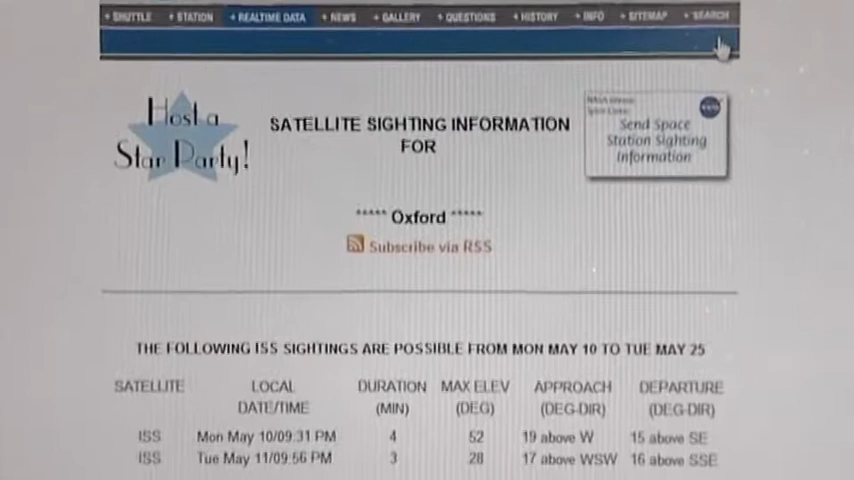 + SHUTTLE + STATION + REALTIME DATA + NEWS + GALLERY + QUESTIONS + HISTORY + INFO + SITEMAP + SEARCH
Host a
Star Party!
SATELLITE SIGHTING INFORMATION
FOR
Send Space
Station Sighting
Information
***** Oxford *****
Subscribe via RSS
THE FOLLOWING ISS SIGHTINGS ARE POSSIBLE FROM MON MAY 10 TO TUE MAY 25
SATELLITE LOCAL DURATION MAX ELEV APPROACH DEPARTURE
DATE/TIME (MIN) (DEG) (DEG-DIR) (DEG-DIR)
ISS Mon May 10/09:31 PM 4 52 19 above W 15 above SE
ISS Tue May 11/09:56 PM 3 28 17 above WSW 16 above SSE